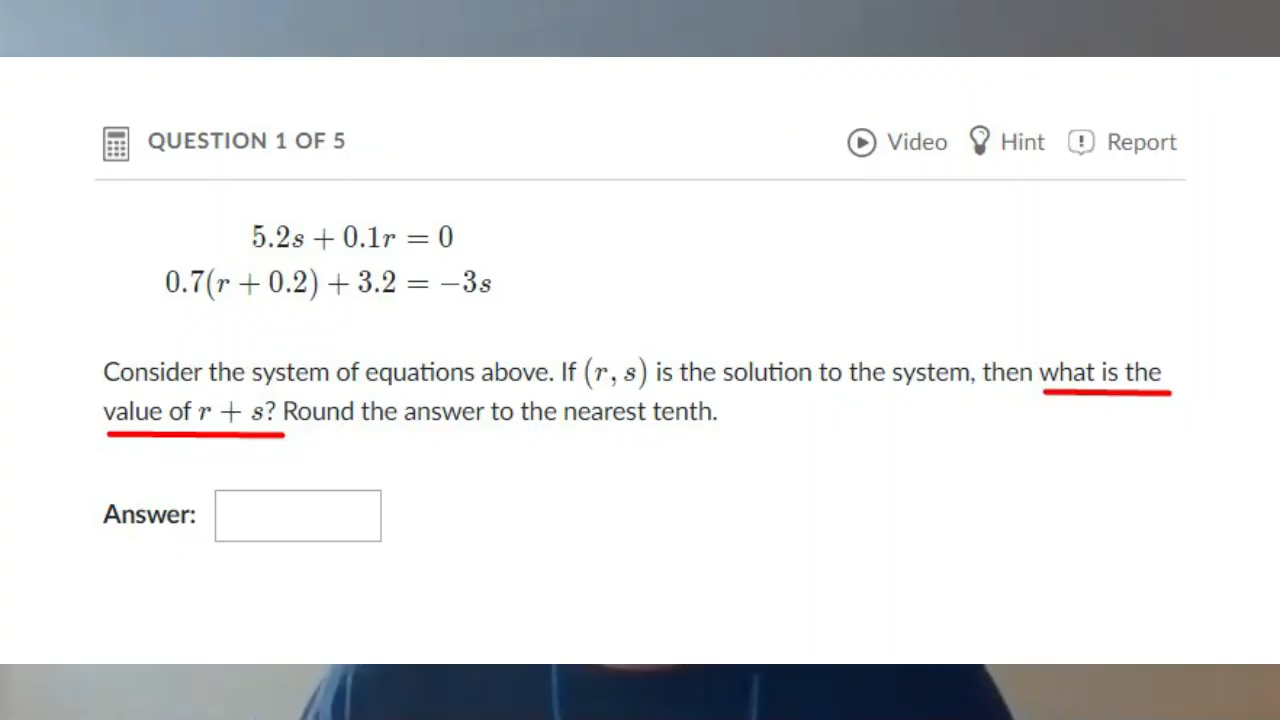 QUESTION 1 OF 5
Video
Hint
Report
5.2s + 0.1r = 0
0.7(r + 0.2) + 3.2 = −3s
Consider the system of equations above. If (r, s) is the solution to the system, then what is the
value of r + s? Round the answer to the nearest tenth.
Answer: